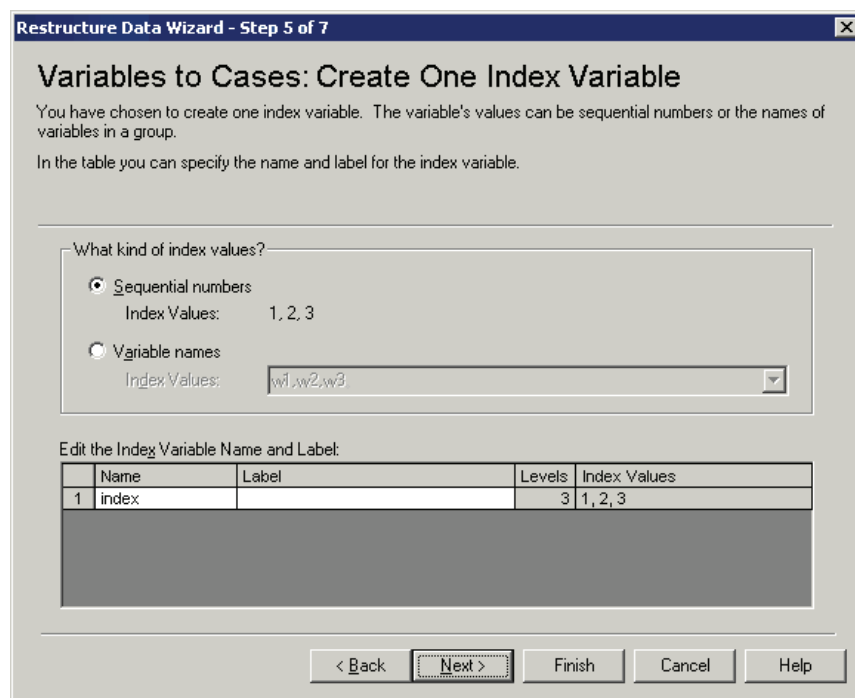 Restructure Data Wizard - Step 5 of 7
Variables to Cases: Create One Index Variable
You have chosen to create one index variable. The variable's values can be sequential numbers or the names of
variables in a group.
In the table you can specify the name and label for the index variable.
What kind of index values?
Sequential numbers
Index Values: 1, 2, 3
Variable names
Index Values: w1,w2,w3
Edit the Index Variable Name and Label:
Name Label Levels Index Values
1 index 3 1, 2, 3
< Back Next > Finish Cancel Help